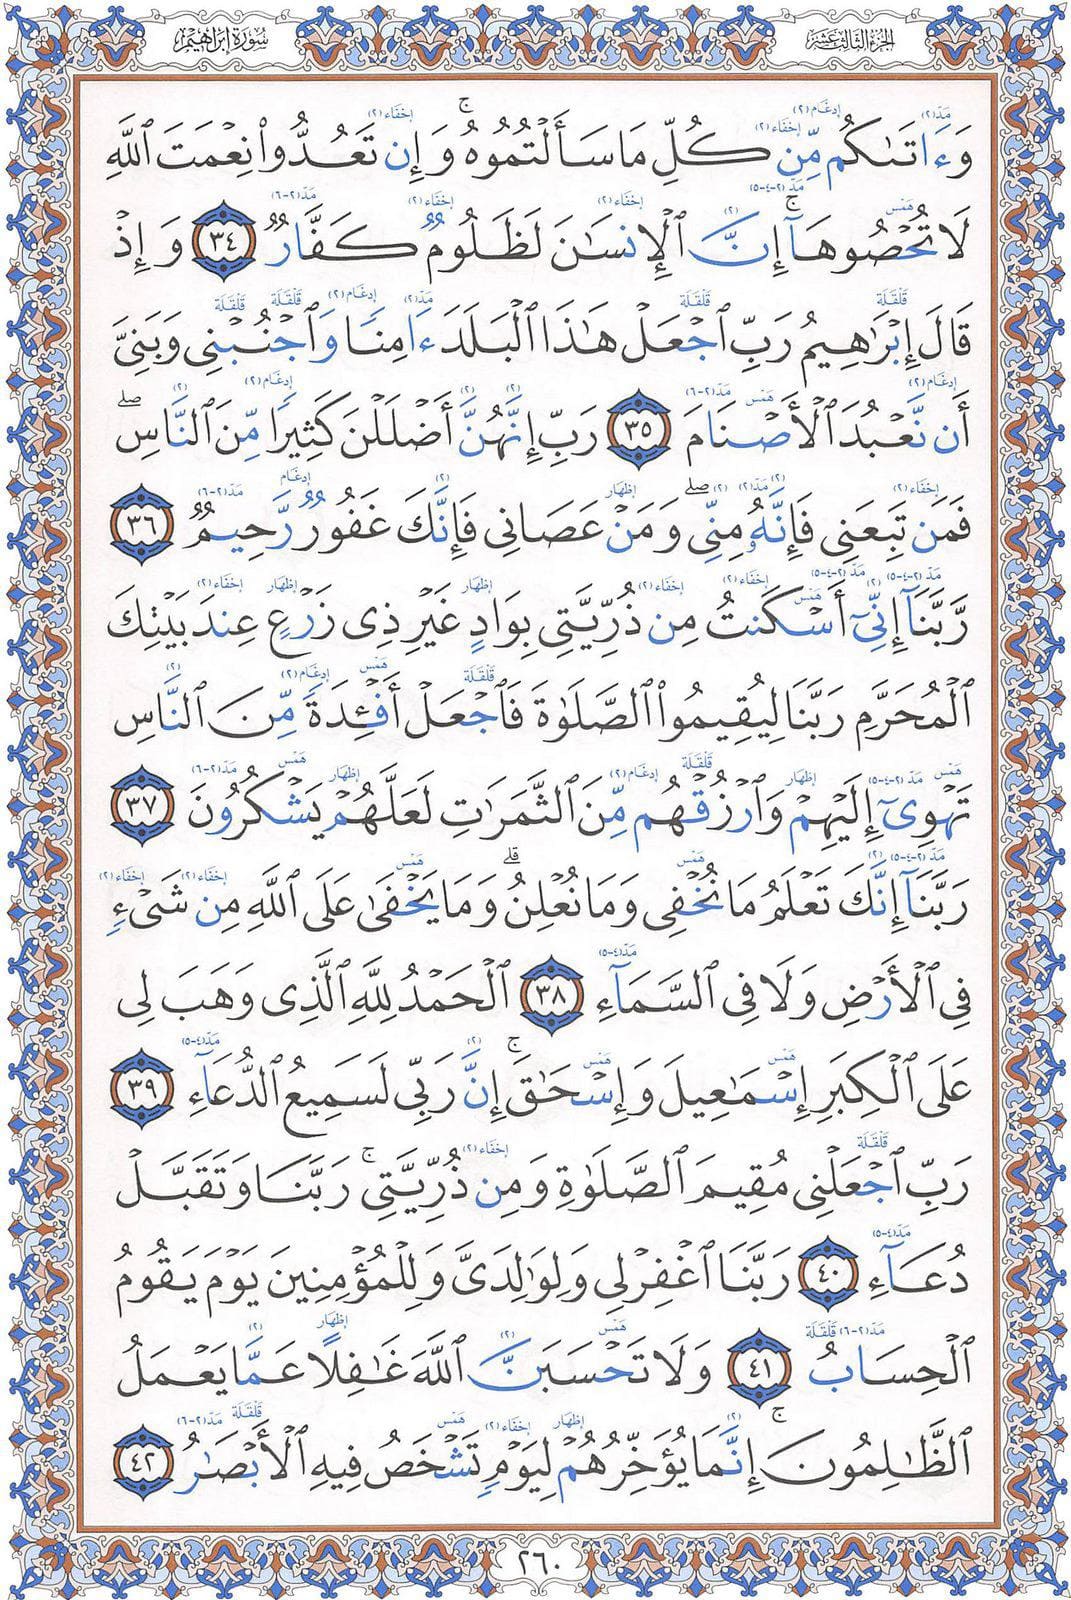 الجزء الثالث عشر
سورة إبراهيم
وَءَاتَىٰكُم مِّن كُلِّ مَا سَأَلْتُمُوهُ ۚ وَإِن تَعُدُّوا۟ نِعْمَتَ ٱللَّهِ
لَا تُحْصُوهَآ ۗ إِنَّ ٱلْإِنسَٰنَ لَظَلُومٌ كَفَّارٌ ٣٤ وَإِذْ
قَالَ إِبْرَٰهِيمُ رَبِّ ٱجْعَلْ هَٰذَا ٱلْبَلَدَ ءَامِنًا وَٱجْنُبْنِى وَبَنِىَّ
أَن نَّعْبُدَ ٱلْأَصْنَامَ ٣٥ رَبِّ إِنَّهُنَّ أَضْلَلْنَ كَثِيرًا مِّنَ ٱلنَّاسِ ۖ
فَمَن تَبِعَنِى فَإِنَّهُۥ مِنِّى ۖ وَمَنْ عَصَانِى فَإِنَّكَ غَفُورٌ رَّحِيمٌ ٣٦
رَّبَّنَآ إِنِّىٓ أَسْكَنتُ مِن ذُرِّيَّتِى بِوَادٍ غَيْرِ ذِى زَرْعٍ عِندَ بَيْتِكَ
ٱلْمُحَرَّمِ رَبَّنَا لِيُقِيمُوا۟ ٱلصَّلَوٰةَ فَٱجْعَلْ أَفْـِٔدَةً مِّنَ ٱلنَّاسِ
تَهْوِىٓ إِلَيْهِمْ وَٱرْزُقْهُم مِّنَ ٱلثَّمَرَٰتِ لَعَلَّهُمْ يَشْكُرُونَ ٣٧
رَبَّنَآ إِنَّكَ تَعْلَمُ مَا نُخْفِى وَمَا نُعْلِنُ ۗ وَمَا يَخْفَىٰ عَلَى ٱللَّهِ مِن شَىْءٍ
فِى ٱلْأَرْضِ وَلَا فِى ٱلسَّمَآءِ ٣٨ ٱلْحَمْدُ لِلَّهِ ٱلَّذِى وَهَبَ لِى
عَلَى ٱلْكِبَرِ إِسْمَٰعِيلَ وَإِسْحَٰقَ ۚ إِنَّ رَبِّى لَسَمِيعُ ٱلدُّعَآءِ ٣٩
رَبِّ ٱجْعَلْنِى مُقِيمَ ٱلصَّلَوٰةِ وَمِن ذُرِّيَّتِى ۚ رَبَّنَا وَتَقَبَّلْ
دُعَآءِ ٤٠ رَبَّنَا ٱغْفِرْ لِى وَلِوَٰلِدَىَّ وَلِلْمُؤْمِنِينَ يَوْمَ يَقُومُ
ٱلْحِسَابُ ٤١ وَلَا تَحْسَبَنَّ ٱللَّهَ غَٰفِلًا عَمَّا يَعْمَلُ
ٱلظَّٰلِمُونَ ۚ إِنَّمَا يُؤَخِّرُهُمْ لِيَوْمٍ تَشْخَصُ فِيهِ ٱلْأَبْصَٰرُ ٤٢
٢٦٠